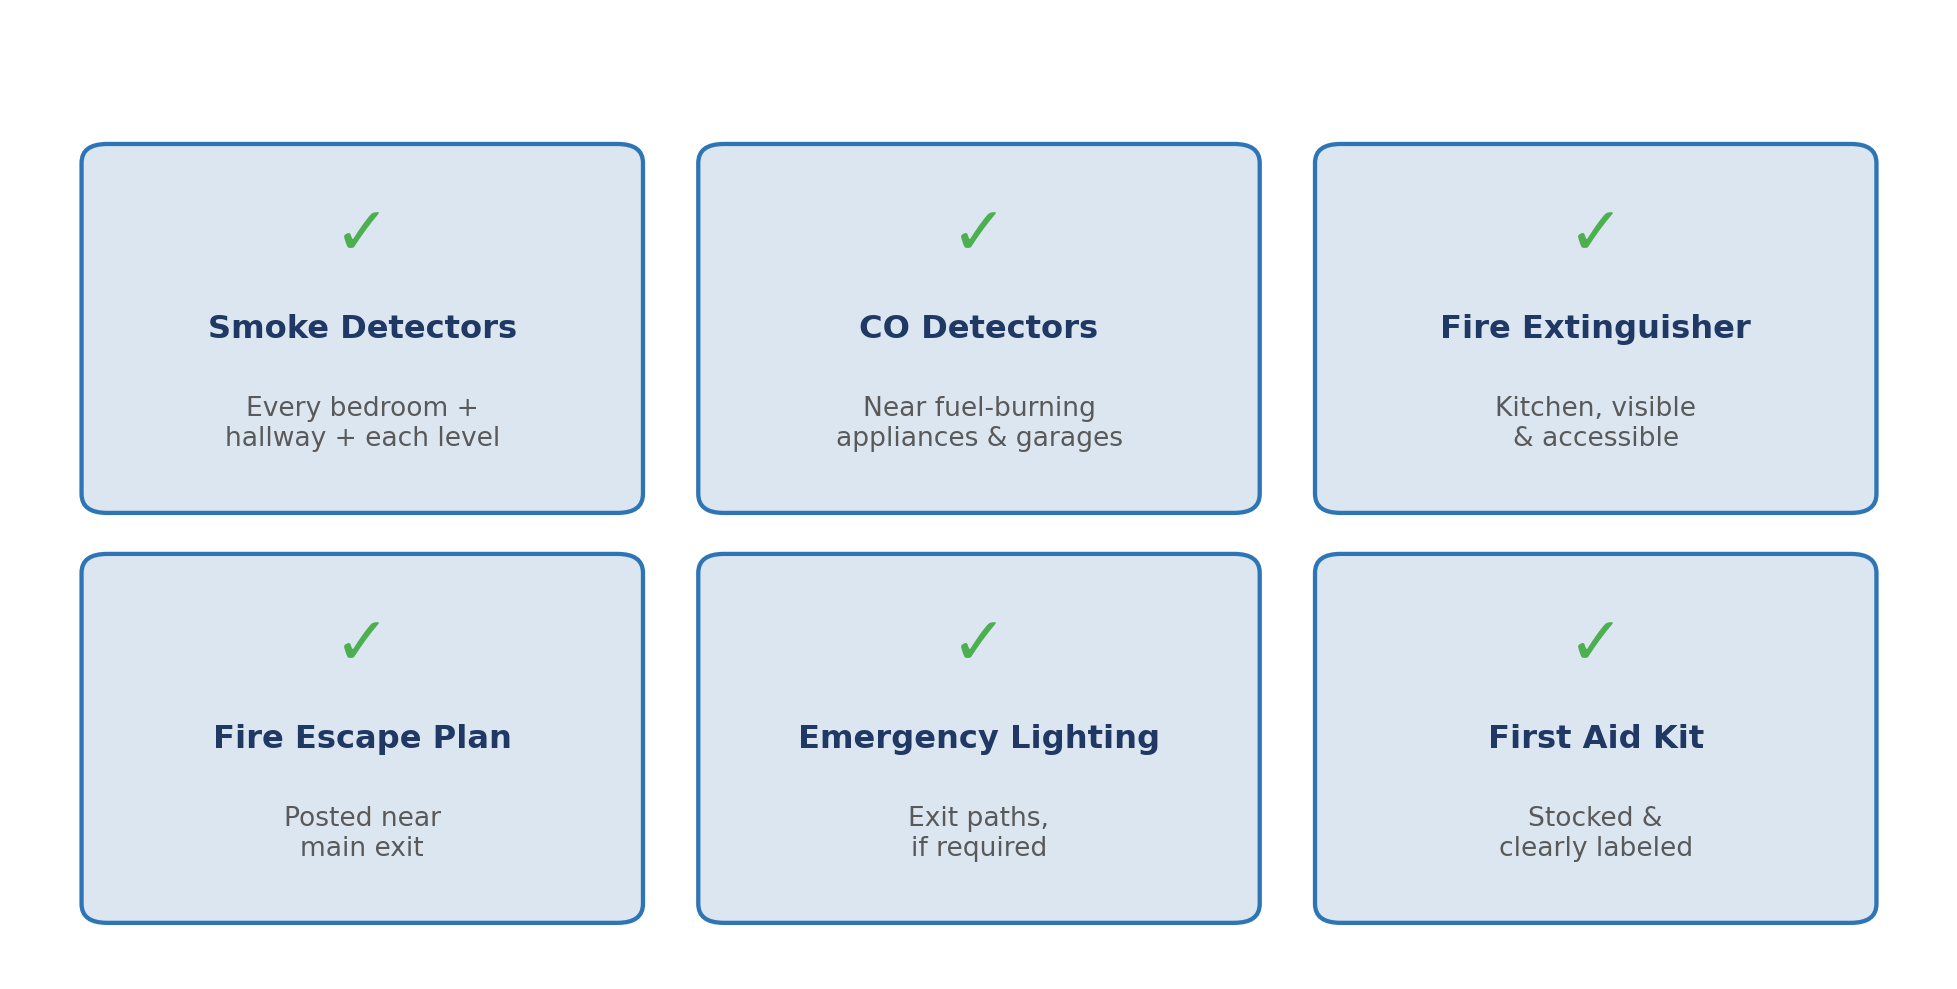 ✓
Smoke Detectors
Every bedroom +
hallway + each level
✓
CO Detectors
Near fuel-burning
appliances & garages
✓
Fire Extinguisher
Kitchen, visible
& accessible
✓
Fire Escape Plan
Posted near
main exit
✓
Emergency Lighting
Exit paths,
if required
✓
First Aid Kit
Stocked &
clearly labeled